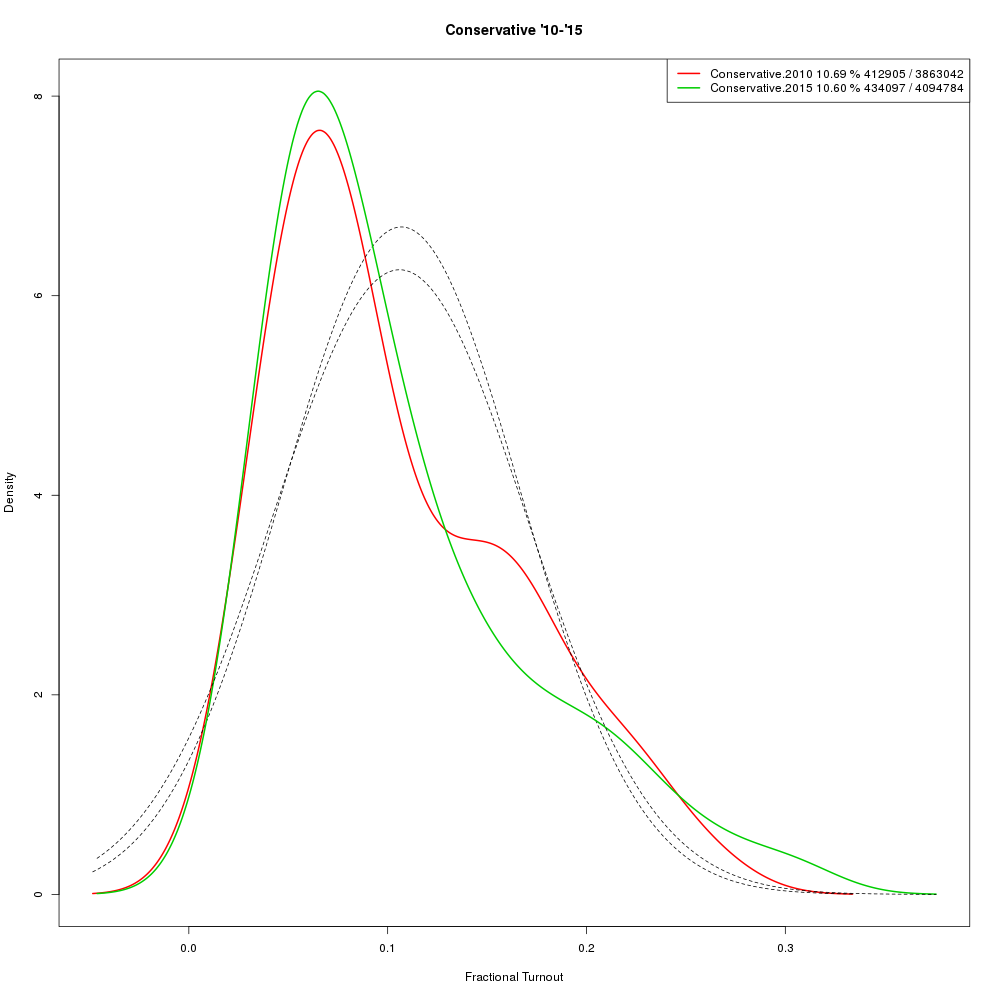 Conservative '10-'15
Conservative.2010 10.69 % 412905 / 3863042
Conservative.2015 10.60 % 434097 / 4094784
Density
8
6
4
2
0
0.0 0.1 0.2 0.3
Fractional Turnout